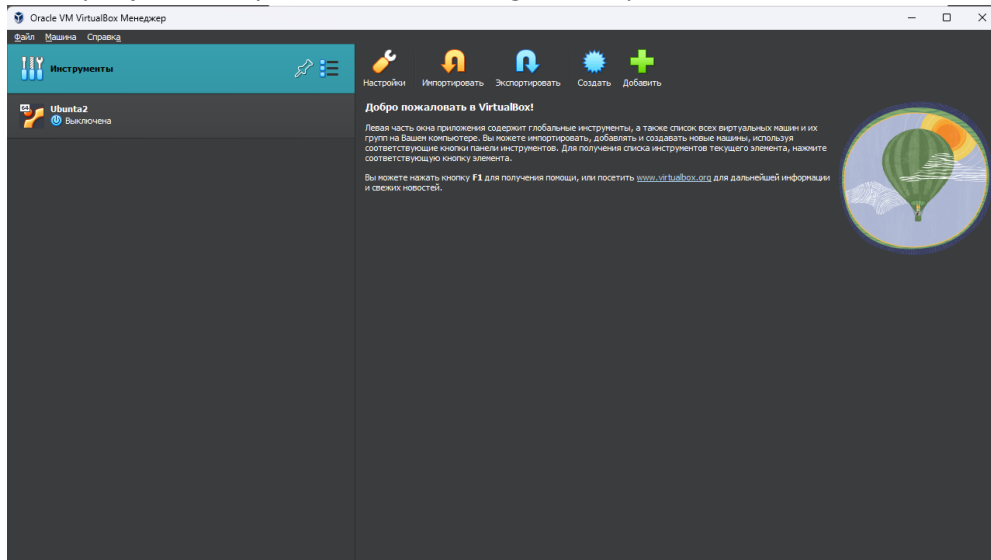 Oracle VM VirtualBox Менеджер
Файл Машина Справка
Инструменты
Настройки Импортировать Экспортировать Создать Добавить
Ubunta2
Выключена
Добро пожаловать в VirtualBox!
Левая часть окна приложения содержит глобальные инструменты, а также список всех виртуальных машин и их
групп на Вашем компьютере. Вы можете импортировать, добавлять и создавать новые машины, используя
соответствующие кнопки панели инструментов. Для получения списка инструментов текущего элемента, нажмите
соответствующую кнопку элемента.
Вы можете нажать кнопку F1 для получения помощи, или посетить www.virtualbox.org для дальнейшей информации
и свежих новостей.